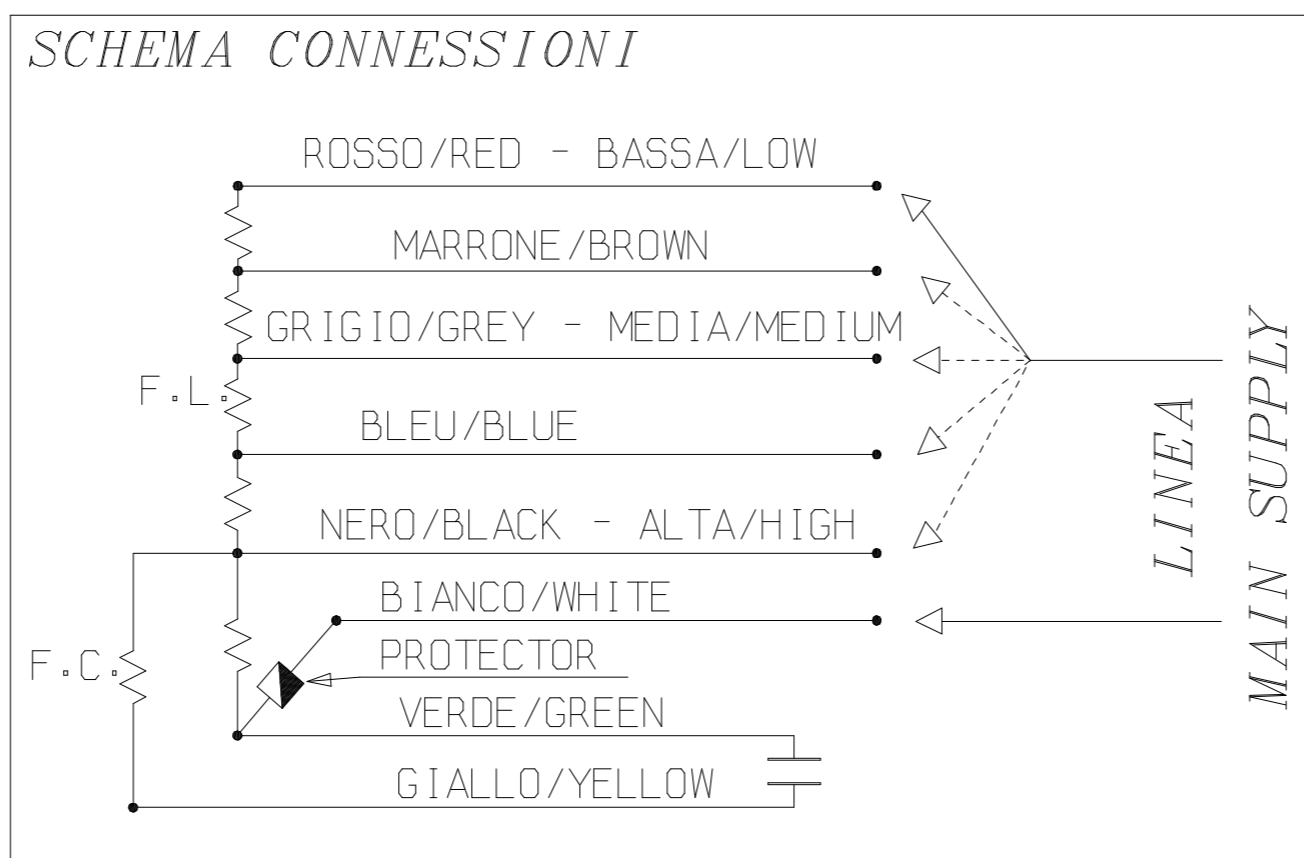 SCHEMA CONNESSIONI
ROSSO/RED - BASSA/LOW
MARRONE/BROWN
GRIGIO/GREY - MEDIA/MEDIUM
F.L.
BLEU/BLUE
NERO/BLACK - ALTA/HIGH
BIANCO/WHITE
F.C.
PROTECTOR
VERDE/GREEN
GIALLO/YELLOW
LINEA
MAIN SUPPLY